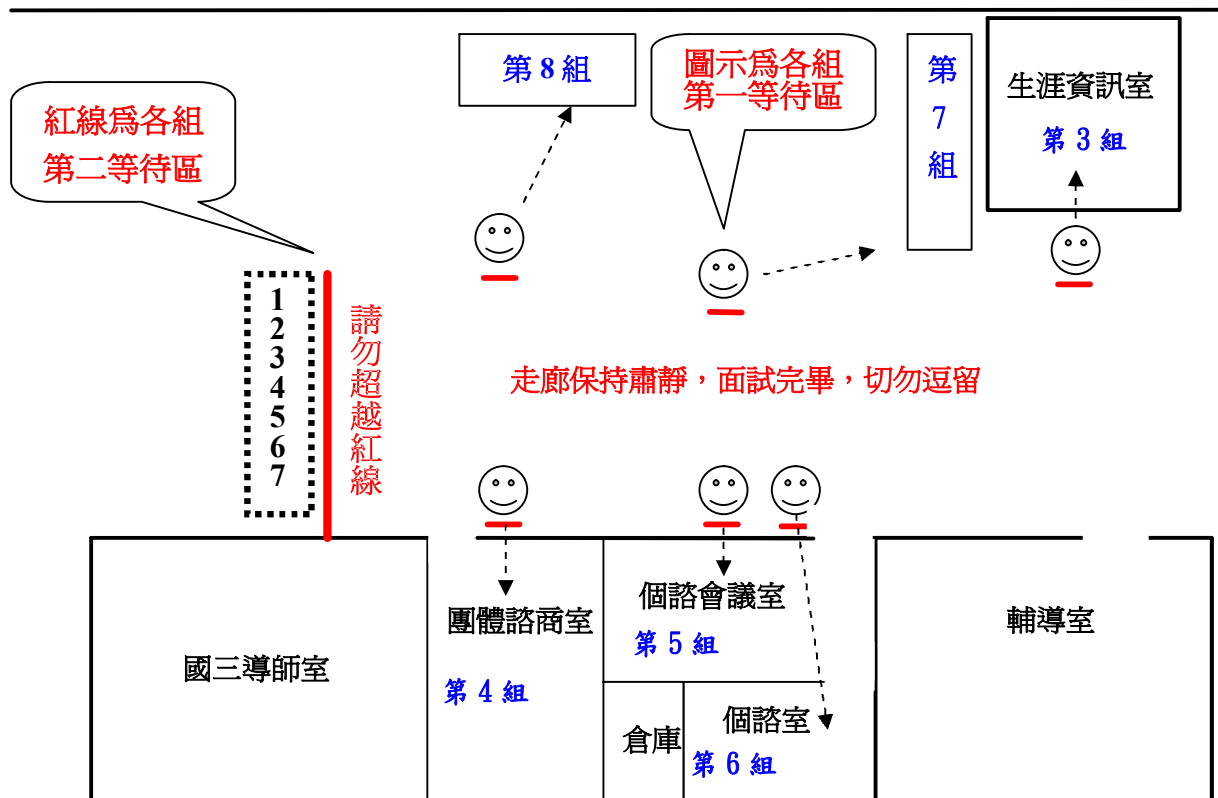 第 8 組
圖示為各組
第一等待區
第
7
組
生涯資訊室
第 3 組
紅線為各組
第二等待區
1
2
3
4
5
6
7
請勿超越紅線
走廊保持肅靜，面試完畢，切勿逗留
國三導師室
團體諮商室
第 4 組
個諮會議室
第 5 組
倉庫
個諮室
第 6 組
輔導室